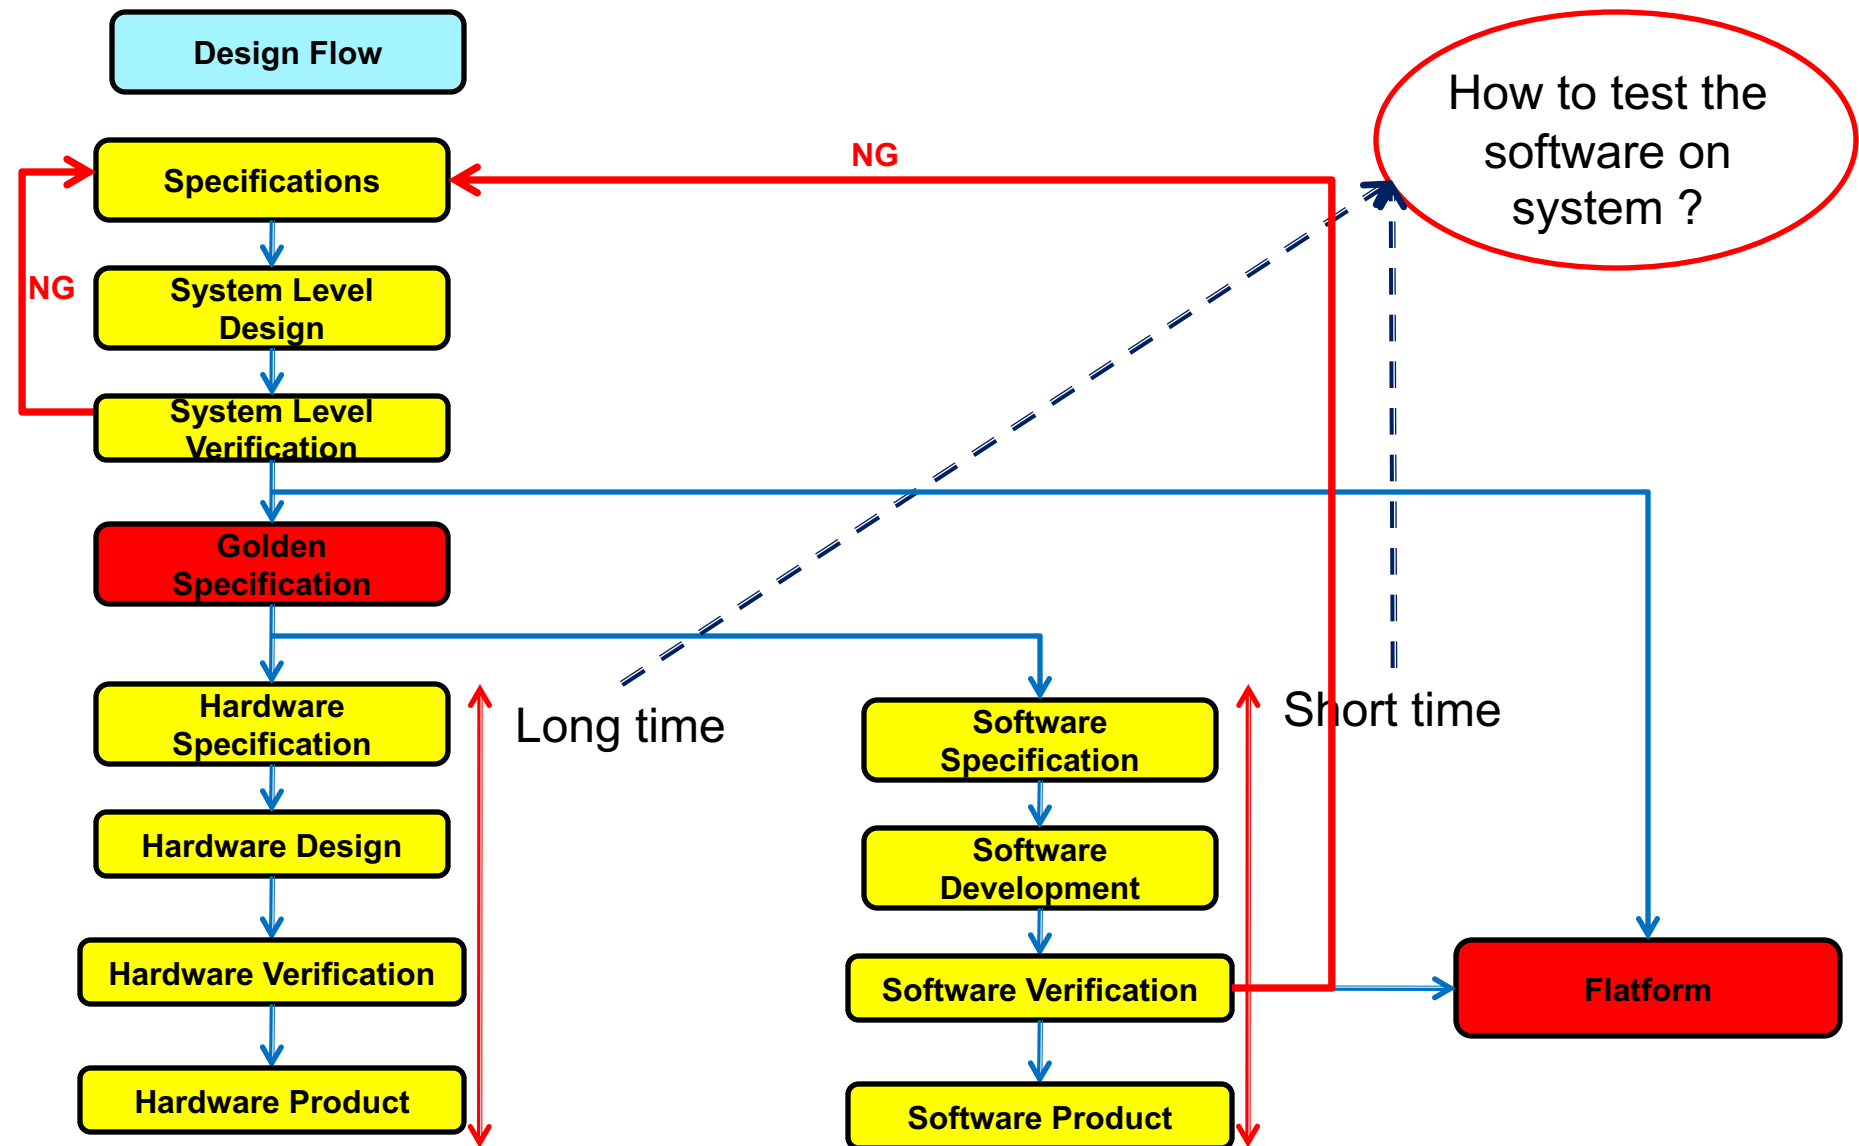 Design Flow
How to test the
software on
system ?
NG
Specifications
NG
System Level
Design
System Level
Verification
Golden
Specification
Hardware
Specification
Long time
Software
Specification
Short time
Hardware Design
Software
Development
Hardware Verification
Software Verification
Flatform
Hardware Product
Software Product